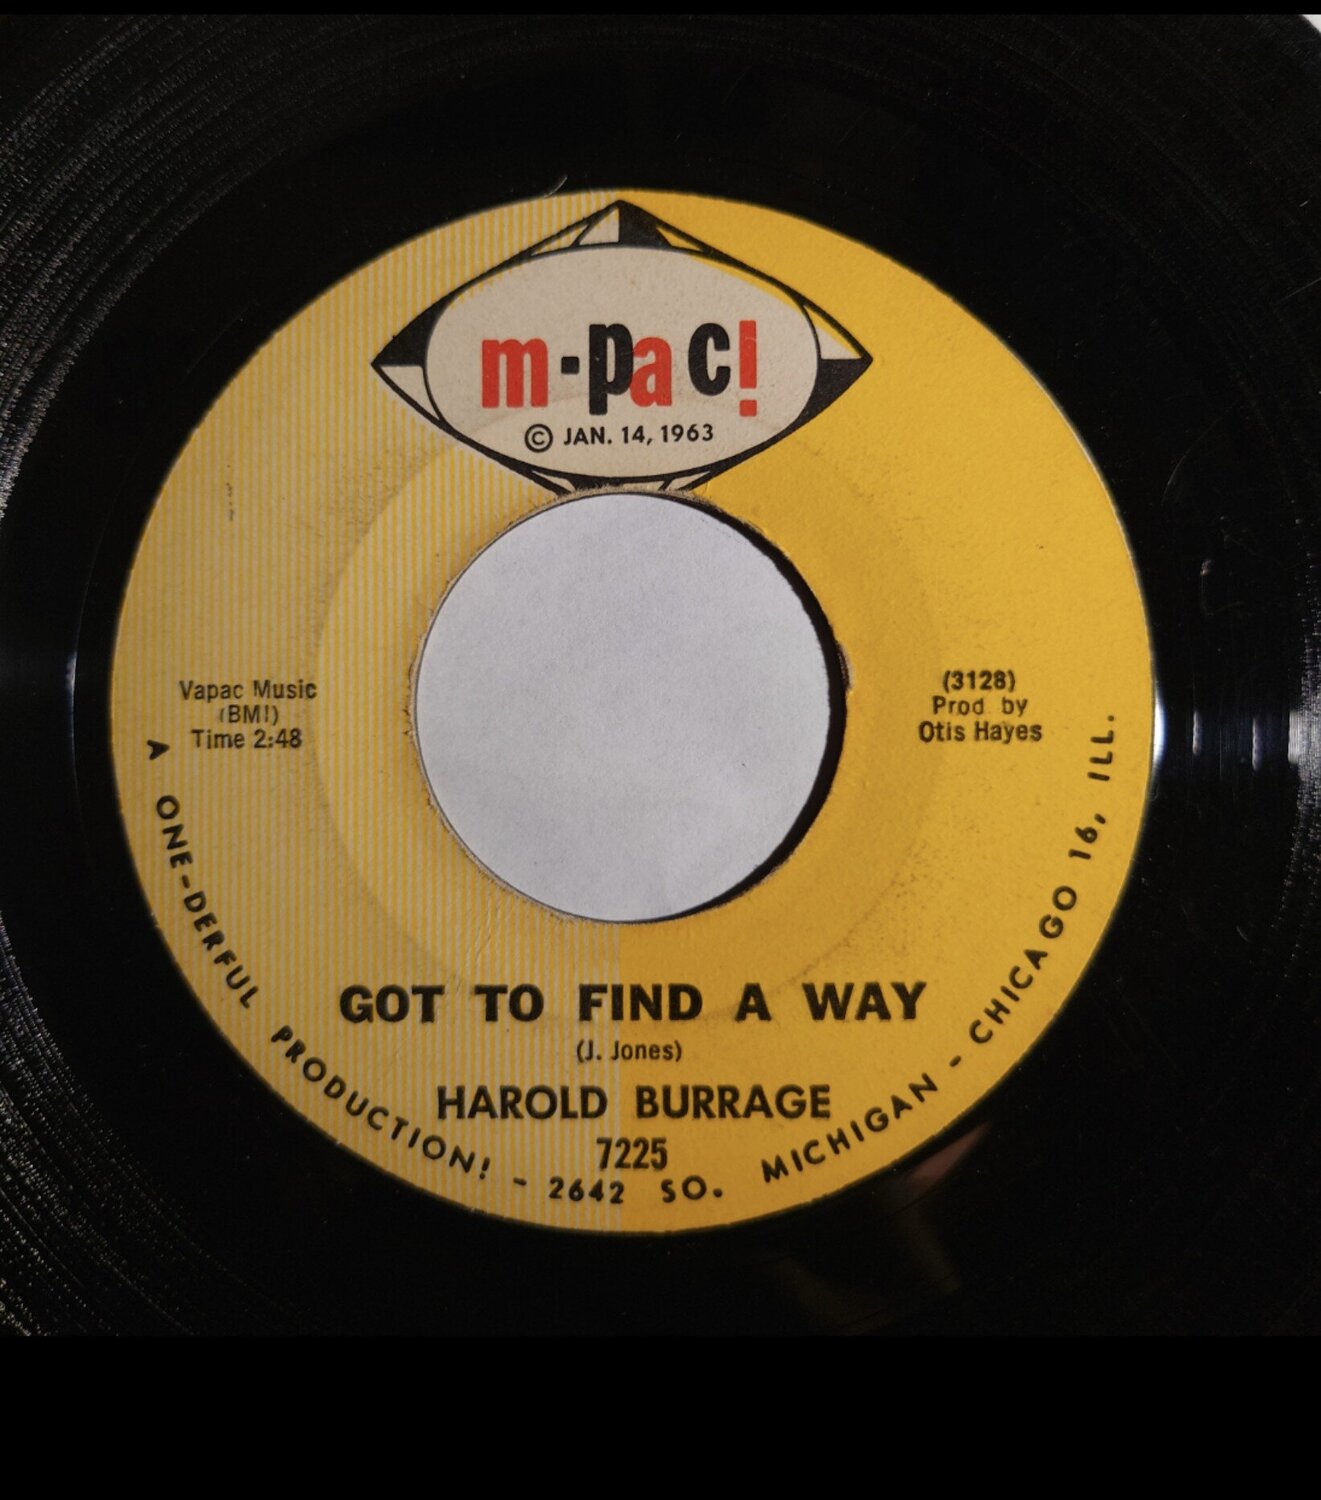 m-pac!
© JAN. 14, 1963
Vapac Music
(BMI)
Time 2:48
(3128)
Prod. by
Otis Hayes
GOT TO FIND A WAY
(J. Jones)
HAROLD BURRAGE
7225
A ONE-DERFUL PRODUCTION! - 2642 SO. MICHIGAN - CHICAGO 16, ILL.